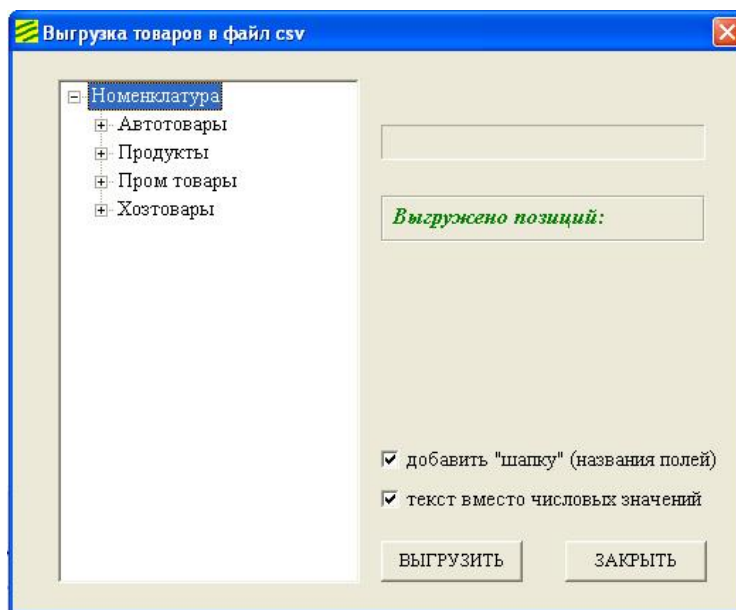 Выгрузка товаров в файл csv
Номенклатура
Автотовары
Продукты
Пром товары
Хозтовары
Выгружено позиций:
добавить "шапку" (названия полей)
текст вместо числовых значений
ВЫГРУЗИТЬ
ЗАКРЫТЬ